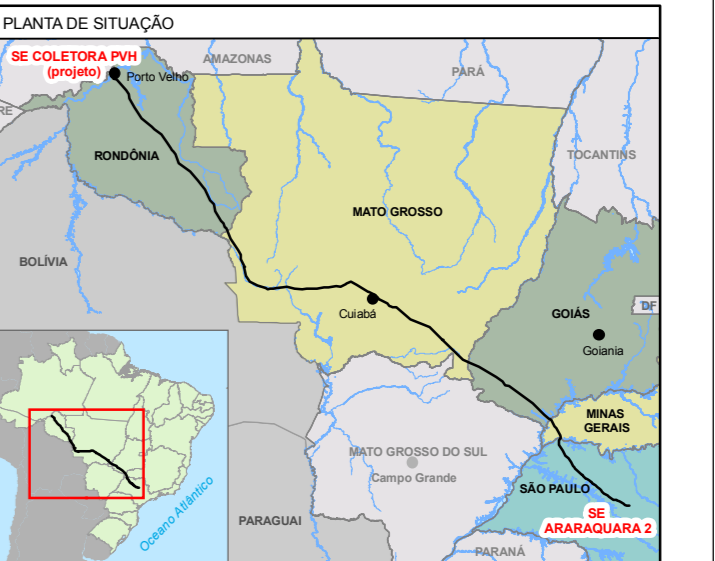 PLANTA DE SITUAÇÃO
SE COLETORA PVH
(projeto)
Porto Velho
AMAZONAS
PARÁ
RE
RONDÔNIA
TOCANTINS
MATO GROSSO
BOLÍVIA
Cuiabá
GOIÁS
DF
Goiania
MINAS
GERAIS
MATO GROSSO DO SUL
Campo Grande
SÃO PAULO
SE
ARARAQUARA 2
PARAGUAI
PARANÁ
Oceano Atlântico